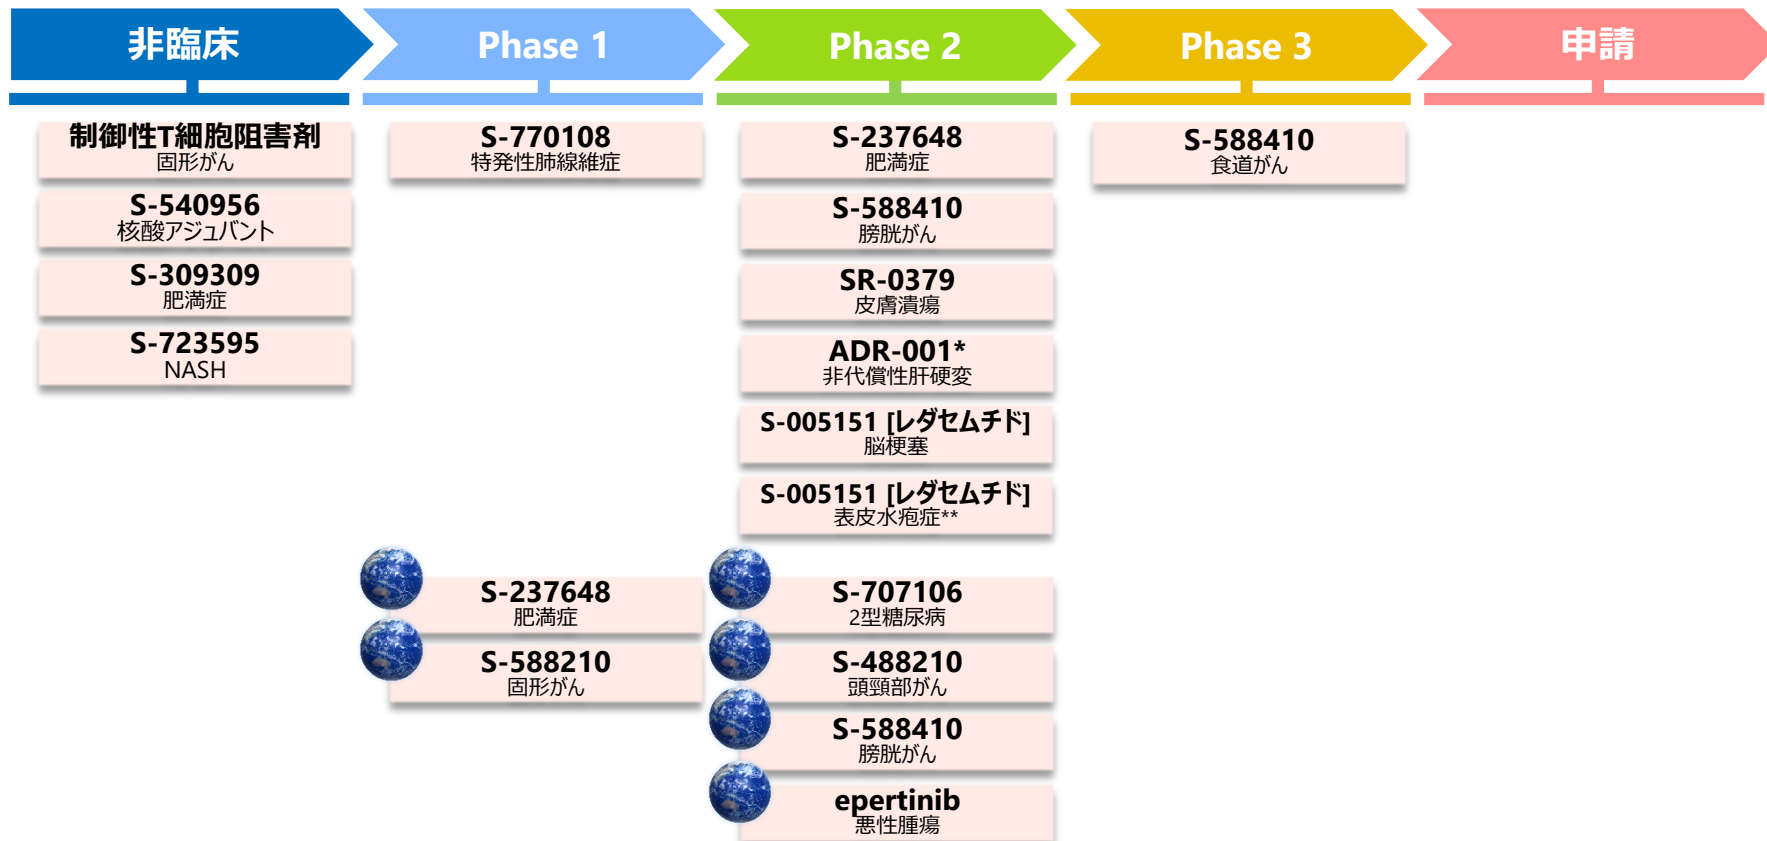 非臨床
Phase 1
Phase 2
Phase 3
申請
制御性T細胞阻害剤
固形がん
S-540956
核酸アジュバント
S-309309
肥満症
S-723595
NASH
S-770108
特発性肺線維症
S-237648
肥満症
S-588410
膀胱がん
SR-0379
皮膚潰瘍
ADR-001*
非代償性肝硬変
S-005151 [レダセムチド]
脳梗塞
S-005151 [レダセムチド]
表皮水疱症**
S-588410
食道がん
S-237648
肥満症
S-588210
固形がん
S-707106
2型糖尿病
S-488210
頭頸部がん
S-588410
膀胱がん
epertinib
悪性腫瘍